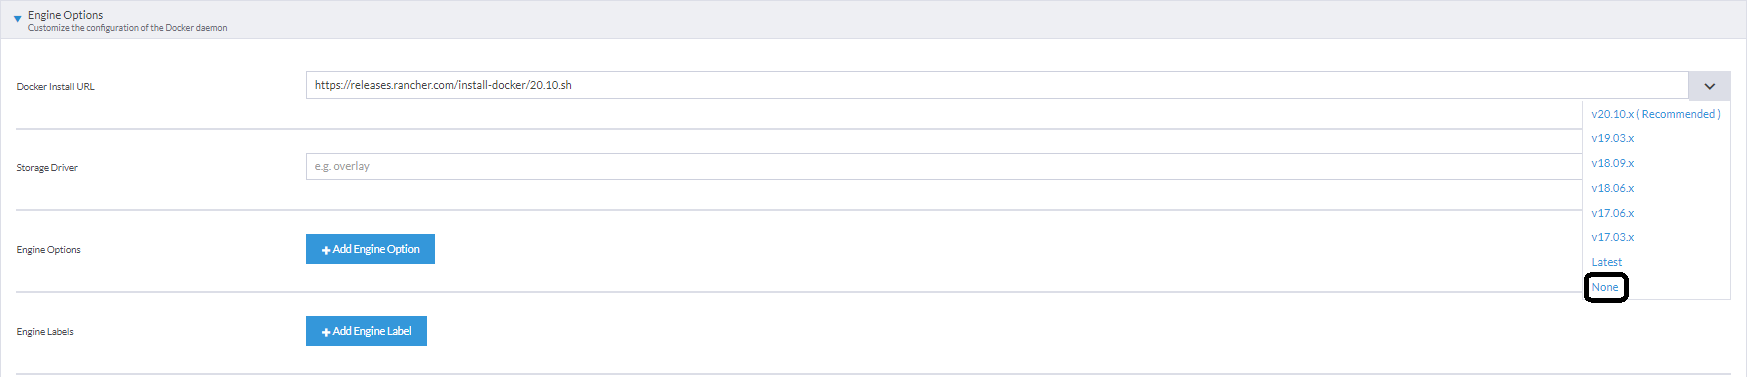 Engine Options
Customize the configuration of the Docker daemon
Docker Install URL
https://releases.rancher.com/install-docker/20.10.sh
v20.10.x ( Recommended )
v19.03.x
v18.09.x
v18.06.x
v17.06.x
v17.03.x
Latest
None
Storage Driver
e.g. overlay
Engine Options
+ Add Engine Option
Engine Labels
+ Add Engine Label